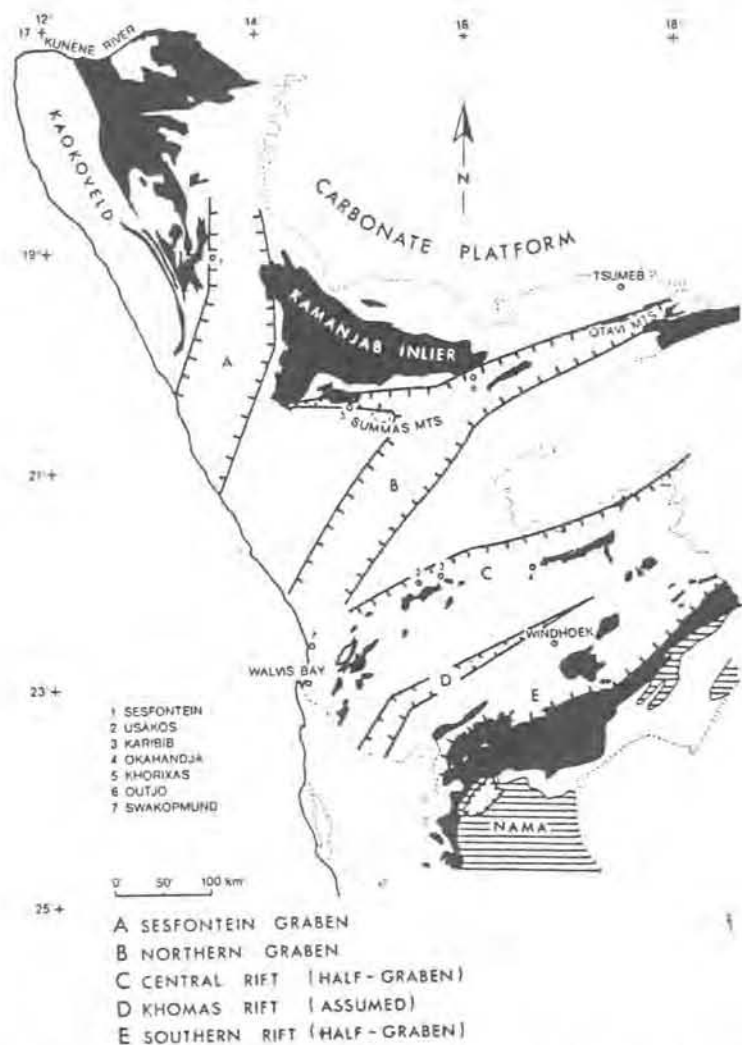 12°
14
16
18°
17
KUNENE RIVER
KAOKOVELD
N
CARBONATE PLATFORM
19°
TSUMEB
KAMANJAB INLIER
OTAVI MTS
A
SUMMAS MTS.
21°
B
C
WINDHOEK
WALVIS BAY
23°
D
E
1 SESFONTEIN
2 USAKOS
3 KARIBIB
4 OKAHANDJA
5 KHORIXAS
6 OUTJO
7 SWAKOPMUND
NAMA
0 50 100 km
25°
A SESFONTEIN GRABEN
B NORTHERN GRABEN
C CENTRAL RIFT (HALF-GRABEN)
D KHOMAS RIFT (ASSUMED)
E SOUTHERN RIFT (HALF-GRABEN)